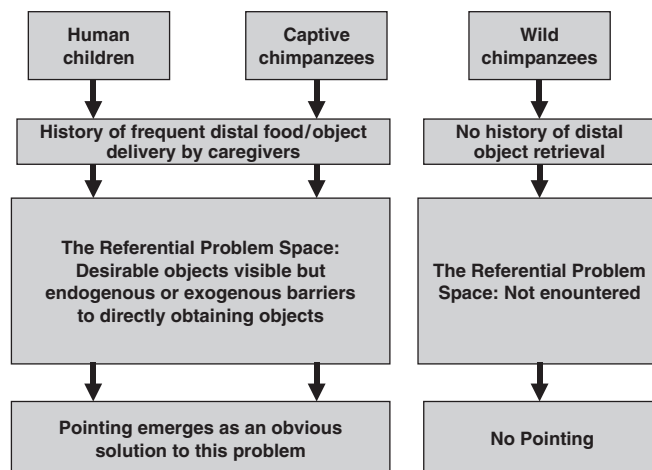 Human
children
Captive
chimpanzees
Wild
chimpanzees
History of frequent distal food/object
delivery by caregivers
No history of distal
object retrieval
The Referential Problem Space:
Desirable objects visible but
endogenous or exogenous barriers
to directly obtaining objects
The Referential Problem
Space: Not enountered
Pointing emerges as an obvious
solution to this problem
No Pointing